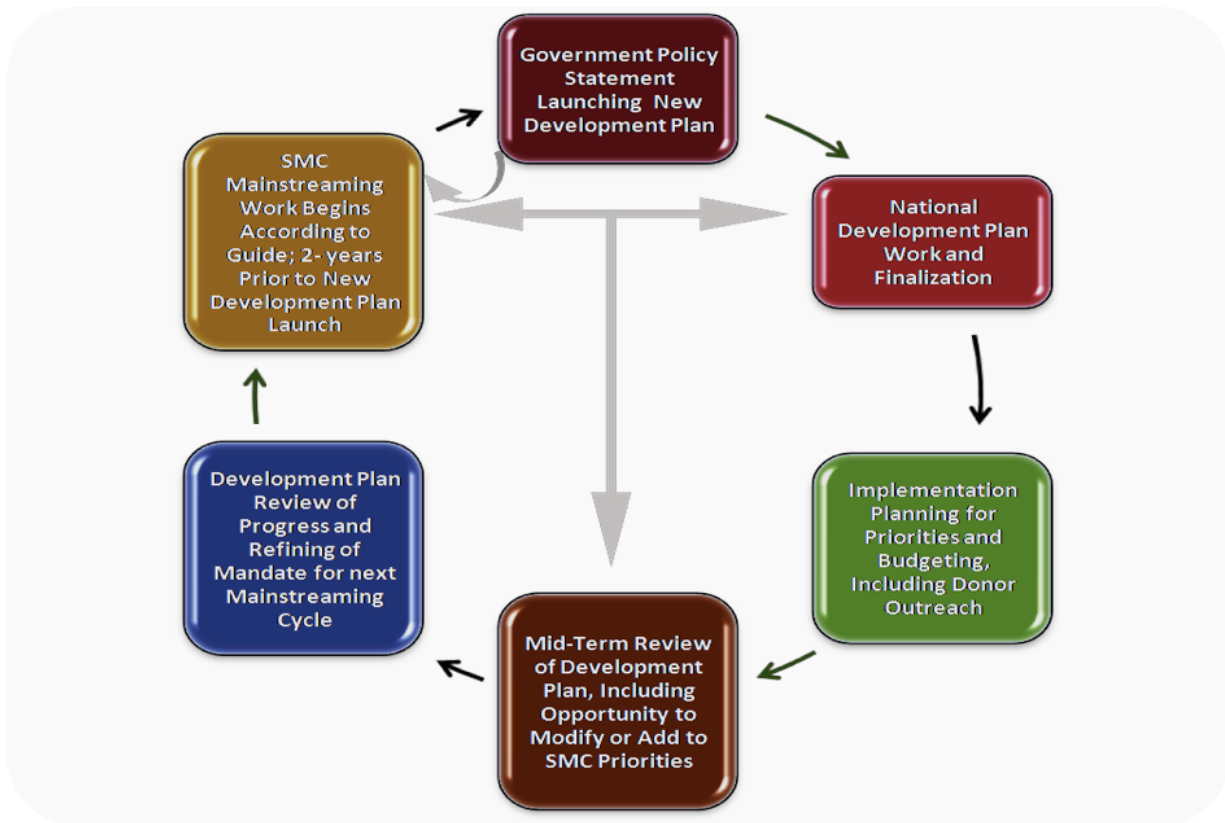 Government Policy
Statement
Launching New
Development Plan
National
Development Plan
Work and
Finalization
Implementation
Planning for
Priorities and
Budgeting,
Including Donor
Outreach
Mid-Term Review
of Development
Plan, Including
Opportunity to
Modify or Add to
SMC Priorities
Development Plan
Review of
Progress and
Refining of
Mandate for next
Mainstreaming
Cycle
SMC
Mainstreaming
Work Begins
According to
Guide; 2- years
Prior to New
Development Plan
Launch